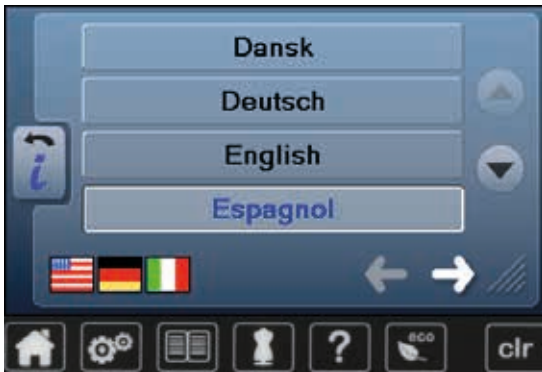 Dansk
Deutsch
English
Espagnol
i
?
eco
clr